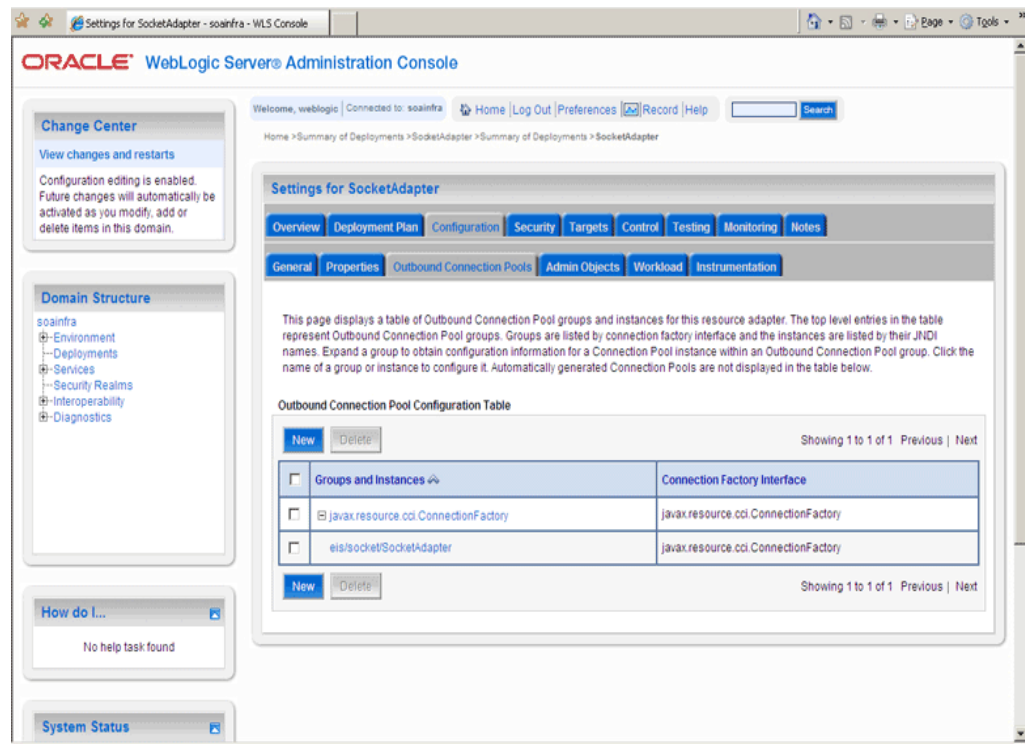 Settings for SocketAdapter - soainfra - WLS Console
Page
Tools
ORACLE® WebLogic Server® Administration Console
Change Center
View changes and restarts
Configuration editing is enabled.
Future changes will automatically be
activated as you modify, add or
delete items in this domain.
Domain Structure
soainfra
Environment
Deployments
Services
Security Realms
Interoperability
Diagnostics
How do I...
No help task found
System Status
Welcome, weblogic | Connected to: soainfra
Home | Log Out | Preferences | Record | Help
Search
Home >Summary of Deployments >SocketAdapter >Summary of Deployments >SocketAdapter
Settings for SocketAdapter
Overview Deployment Plan Configuration Security Targets Control Testing Monitoring Notes
General Properties Outbound Connection Pools Admin Objects Workload Instrumentation
This page displays a table of Outbound Connection Pool groups and instances for this resource adapter. The top level entries in the table
represent Outbound Connection Pool groups. Groups are listed by connection factory interface and the instances are listed by their JNDI
names. Expand a group to obtain configuration information for a Connection Pool instance within an Outbound Connection Pool group. Click the
name of a group or instance to configure it. Automatically generated Connection Pools are not displayed in the table below.
Outbound Connection Pool Configuration Table
New Delete Showing 1 to 1 of 1 Previous | Next
Groups and Instances Connection Factory Interface
javax.resource.cci.ConnectionFactory javax.resource.cci.ConnectionFactory
eis/socket/SocketAdapter javax.resource.cci.ConnectionFactory
New Delete Showing 1 to 1 of 1 Previous | Next